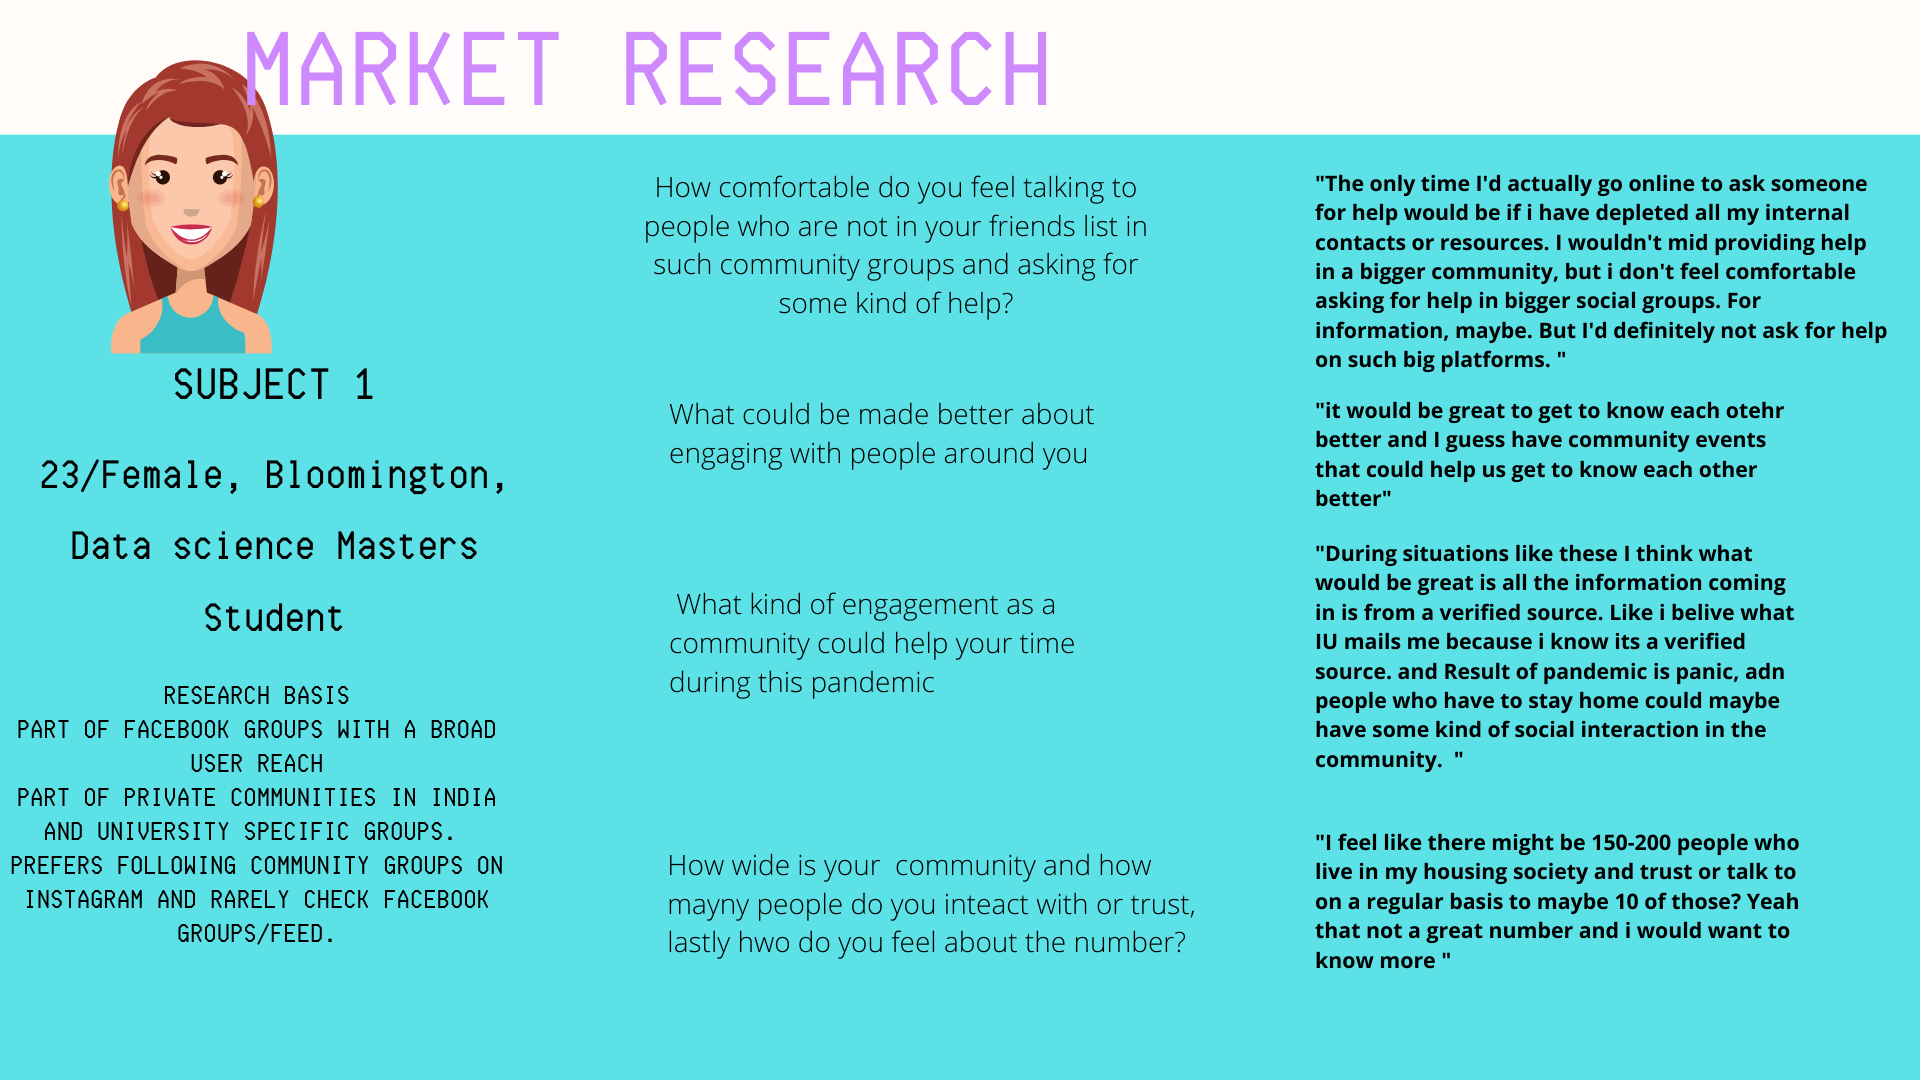 MARKET RESEARCH
SUBJECT 1
23/Female, Bloomington,
Data science Masters
Student
RESEARCH BASIS
PART OF FACEBOOK GROUPS WITH A BROAD
USER REACH
PART OF PRIVATE COMMUNITIES IN INDIA
AND UNIVERSITY SPECIFIC GROUPS.
PREFERS FOLLOWING COMMUNITY GROUPS ON
INSTAGRAM AND RARELY CHECK FACEBOOK
GROUPS/FEED.
How comfortable do you feel talking to
people who are not in your friends list in
such community groups and asking for
some kind of help?
"The only time I'd actually go online to ask someone
for help would be if i have depleted all my internal
contacts or resources. I wouldn't mid providing help
in a bigger community, but i don't feel comfortable
asking for help in bigger social groups. For
information, maybe. But I'd definitely not ask for help
on such big platforms. "
What could be made better about
engaging with people around you
"it would be great to get to know each otehr
better and I guess have community events
that could help us get to know each other
better"
What kind of engagement as a
community could help your time
during this pandemic
"During situations like these I think what
would be great is all the information coming
in is from a verified source. Like i belive what
IU mails me because i know its a verified
source. and Result of pandemic is panic, adn
people who have to stay home could maybe
have some kind of social interaction in the
community.  "
How wide is your  community and how
mayny people do you inteact with or trust,
lastly hwo do you feel about the number?
"I feel like there might be 150-200 people who
live in my housing society and trust or talk to
on a regular basis to maybe 10 of those? Yeah
that not a great number and i would want to
know more "